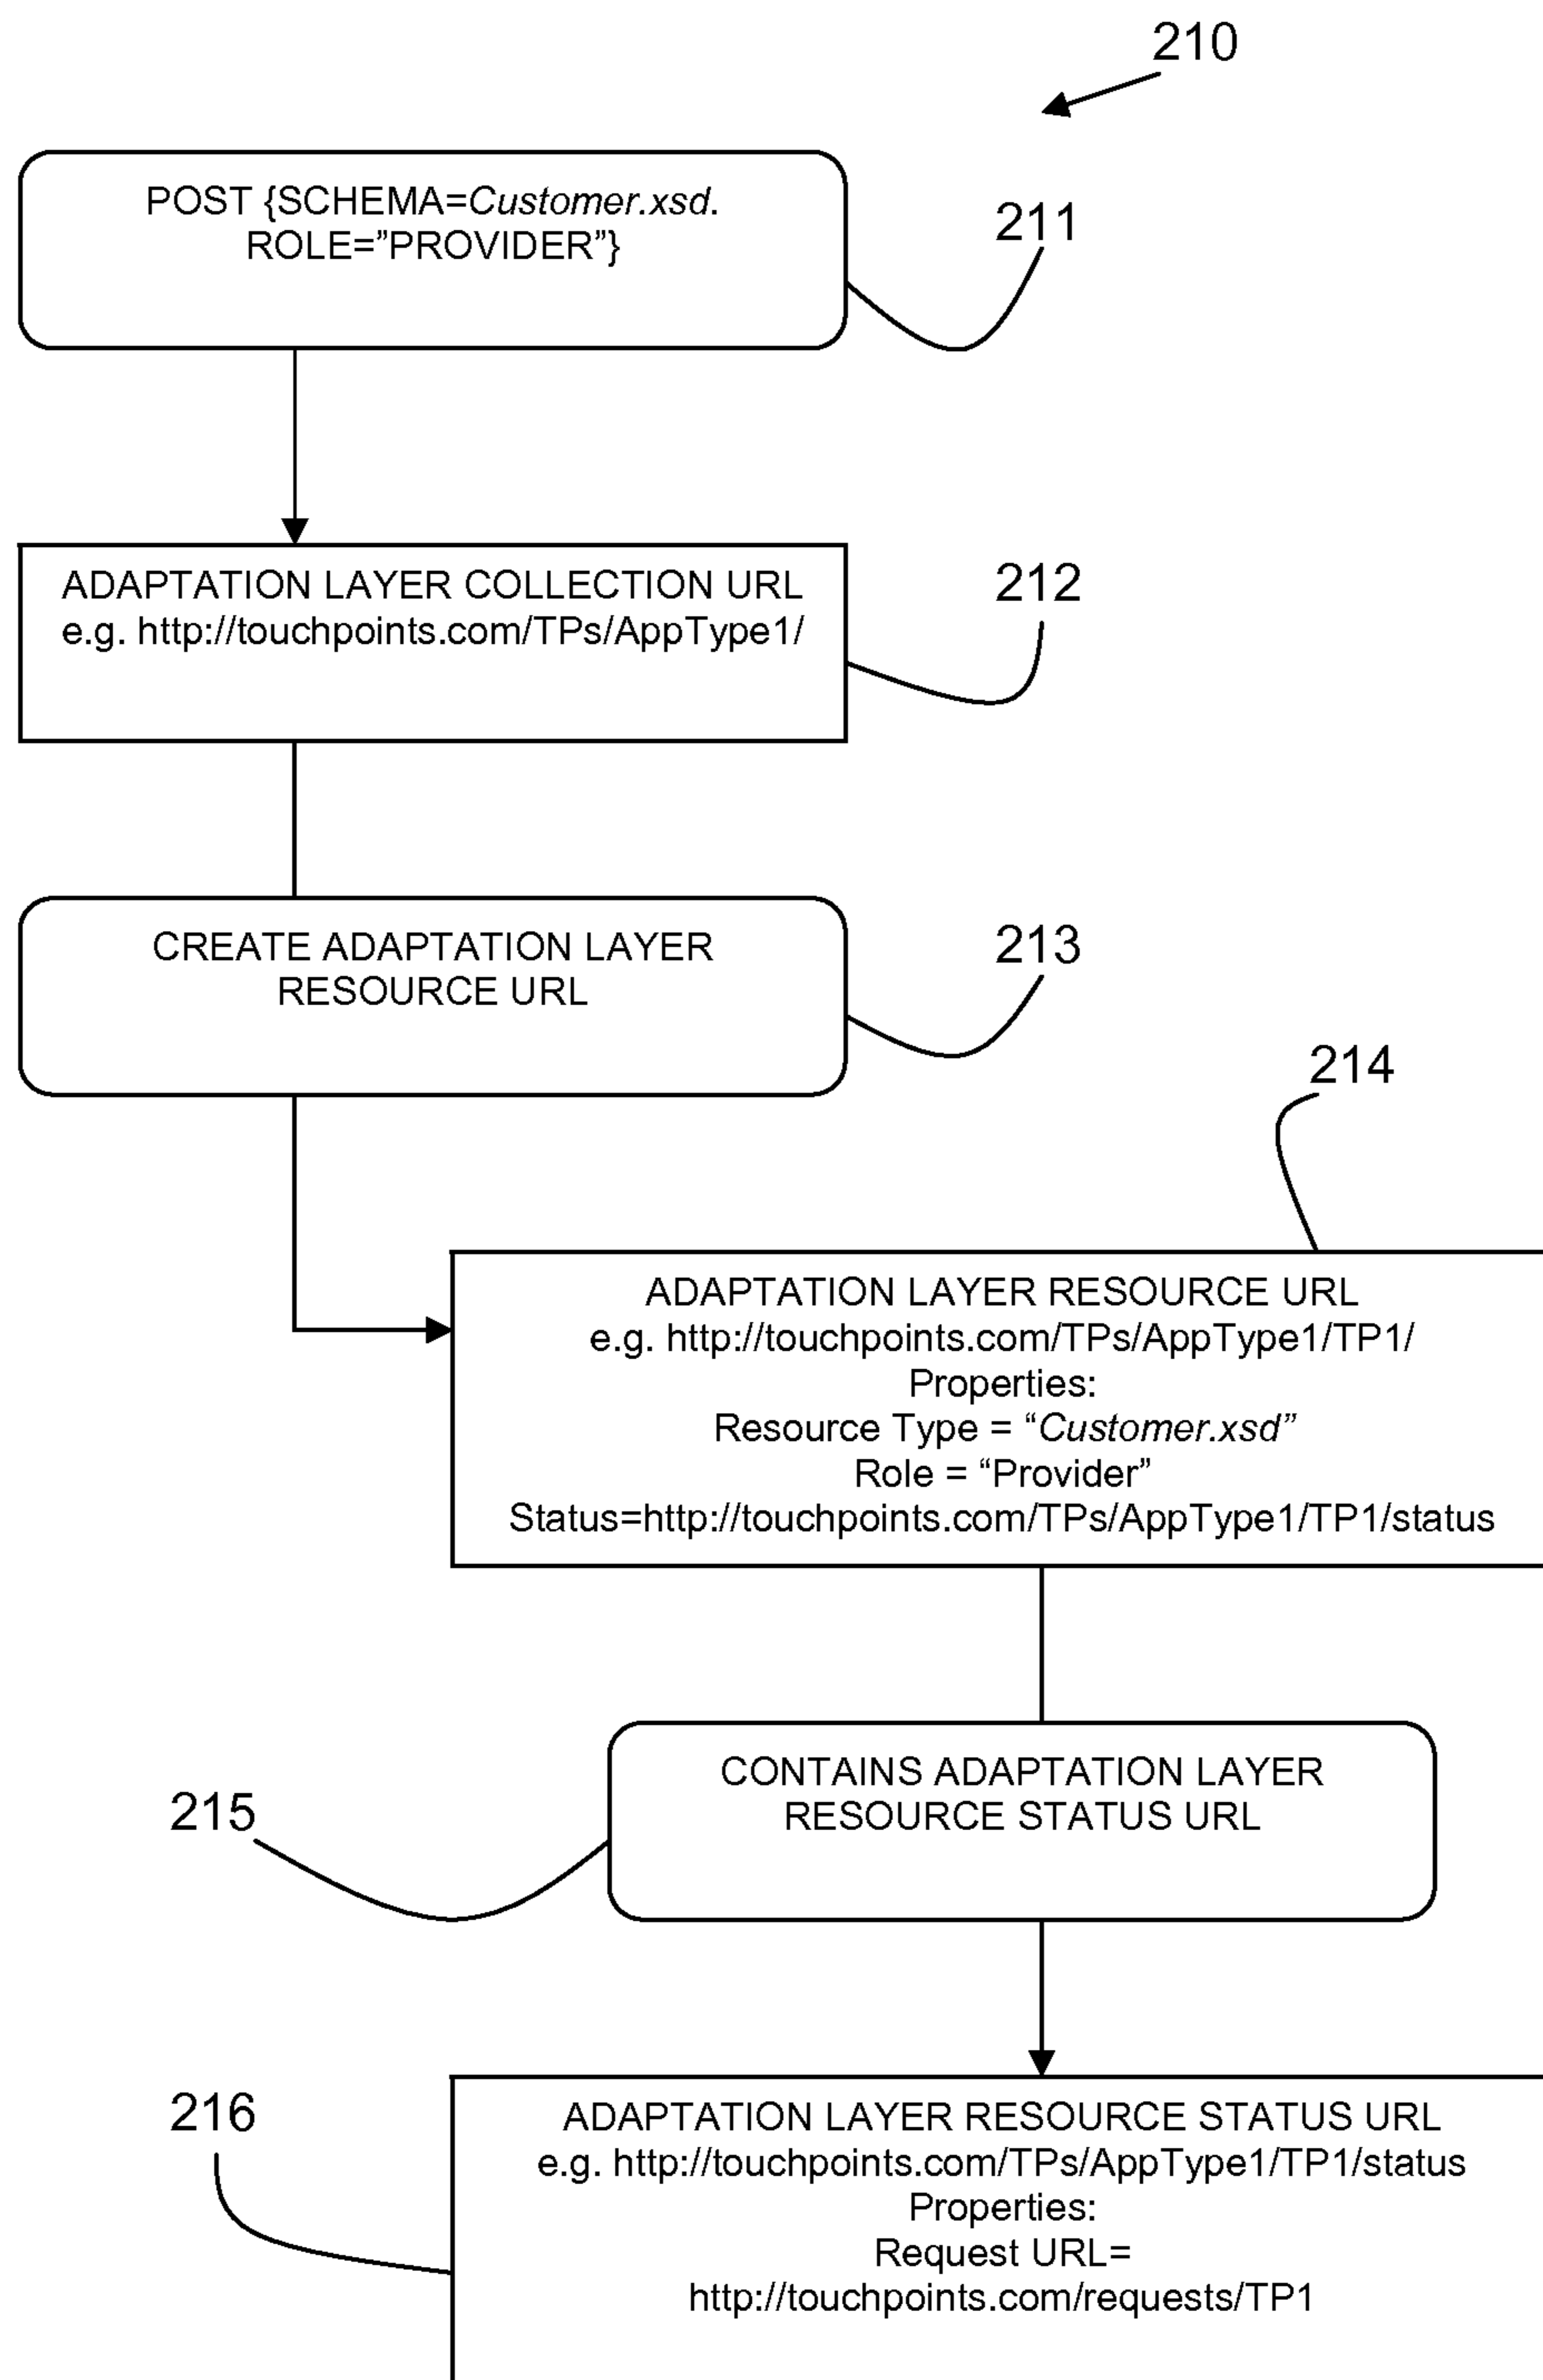 210
POST {SCHEMA=Customer.xsd.
ROLE=”PROVIDER”}
211
ADAPTATION LAYER COLLECTION URL
e.g. http://touchpoints.com/TPs/AppType1/
212
CREATE ADAPTATION LAYER
RESOURCE URL
213
214
ADAPTATION LAYER RESOURCE URL
e.g. http://touchpoints.com/TPs/AppType1/TP1/
Properties:
Resource Type = “Customer.xsd”
Role = “Provider”
Status=http://touchpoints.com/TPs/AppType1/TP1/status
CONTAINS ADAPTATION LAYER
RESOURCE STATUS URL
215
216
ADAPTATION LAYER RESOURCE STATUS URL
e.g. http://touchpoints.com/TPs/AppType1/TP1/status
Properties:
Request URL=
http://touchpoints.com/requests/TP1